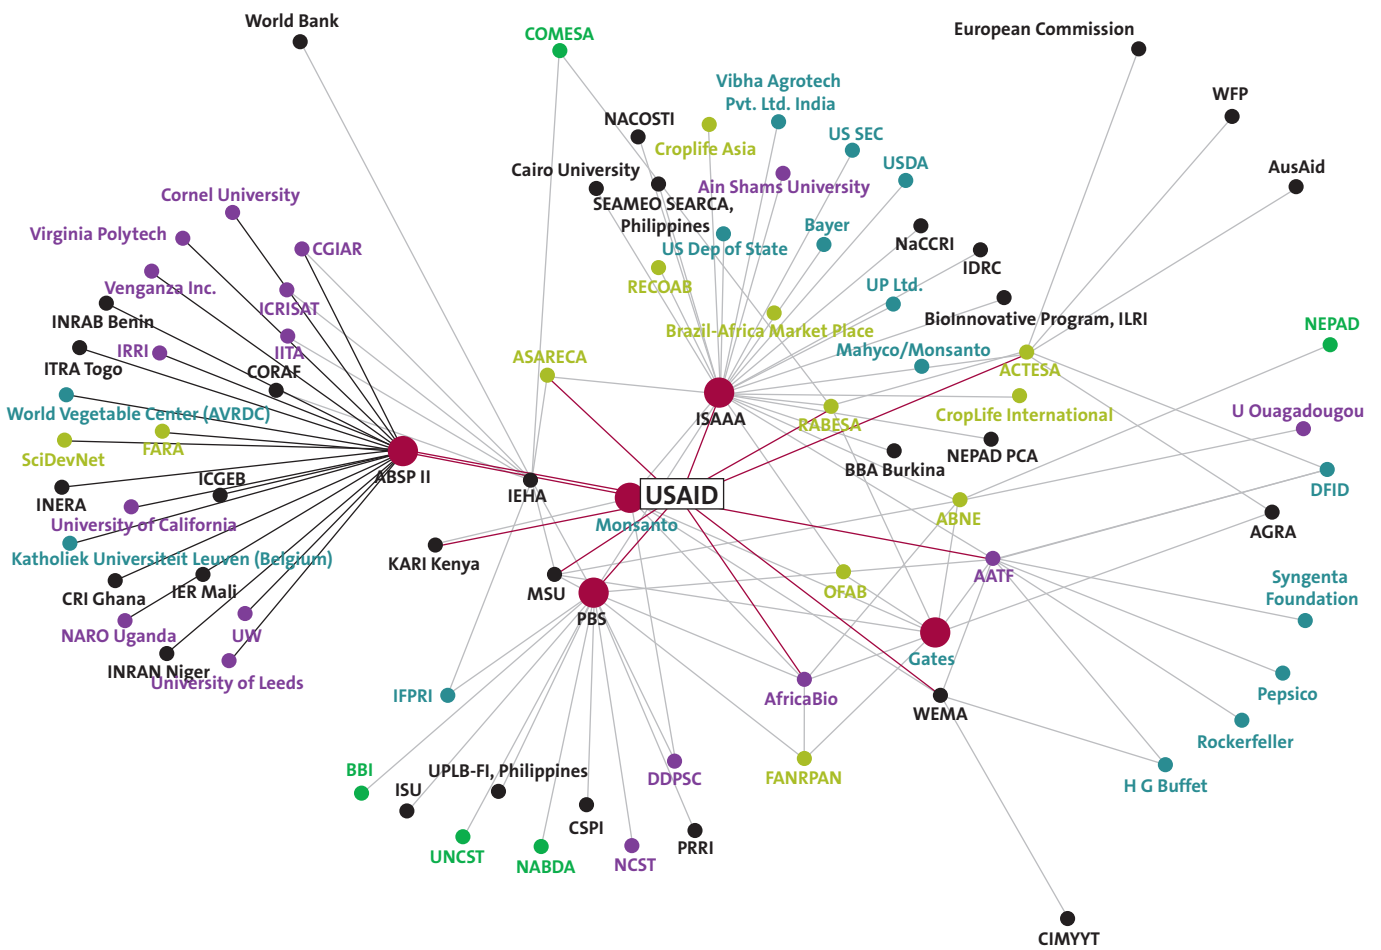 World Bank
COMESA
European Commission
Vibha Agrotech
Pvt. Ltd. India
WFP
NACOSTI
Croplife Asia
US SEC
USDA
AusAid
Cairo University
Ain Shams University
Cornel University
SEAMEO SEARCA,
Philippines
Bayer
Virginia Polytech
CGIAR
US Dep of State
NaCCRI
IDRC
Venganza Inc.
RECOAB
UP Ltd.
ICRISAT
INRAB Benin
BioInnovative Program, ILRI
NEPAD
Brazil-Africa Market Place
IRRI
IITA
ASARECA
Mahyco/Monsanto
ITRA Togo
CORAF
ACTESA
World Vegetable Center (AVRDC)
ISAAA
RABESA
CropLife International
U Ouagadougou
SciDevNet
FARA
NEPAD PCA
BBA Burkina
ABSP II
ICGEB
IEHA
USAID
DFID
INERA
University of California
Monsanto
ABNE
AGRA
Katholiek Universiteit Leuven (Belgium)
KARI Kenya
AATF
Syngenta
Foundation
CRI Ghana
IER Mali
MSU
PBS
OFAB
NARO Uganda
UW
Gates
INRAN Niger
University of Leeds
IFPRI
AfricaBio
WEMA
Pepsico
Rockerfeller
BBI
ISU
UPLB-FI, Philippines
DDPSC
FANRPAN
H G Buffet
CSPI
UNCST
NABDA
NCST
PRRI
CIMYYT